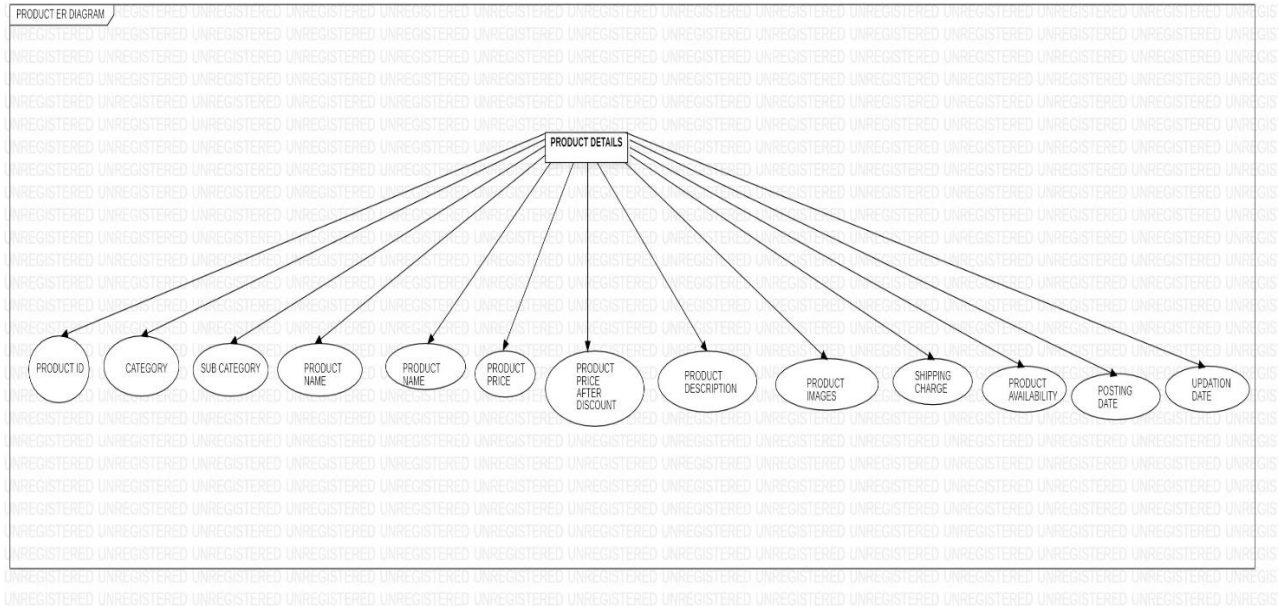 PRODUCT ER DIAGRAM
PRODUCT DETAILS
PRODUCT ID
CATEGORY
SUB CATEGORY
PRODUCT
NAME
PRODUCT
NAME
PRODUCT
PRICE
PRODUCT
PRICE
AFTER
DISCOUNT
PRODUCT
DESCRIPTION
PRODUCT
IMAGES
SHIPPING
CHARGE
PRODUCT
AVAILABILITY
POSTING
DATE
UPDATION
DATE
UNREGISTERED